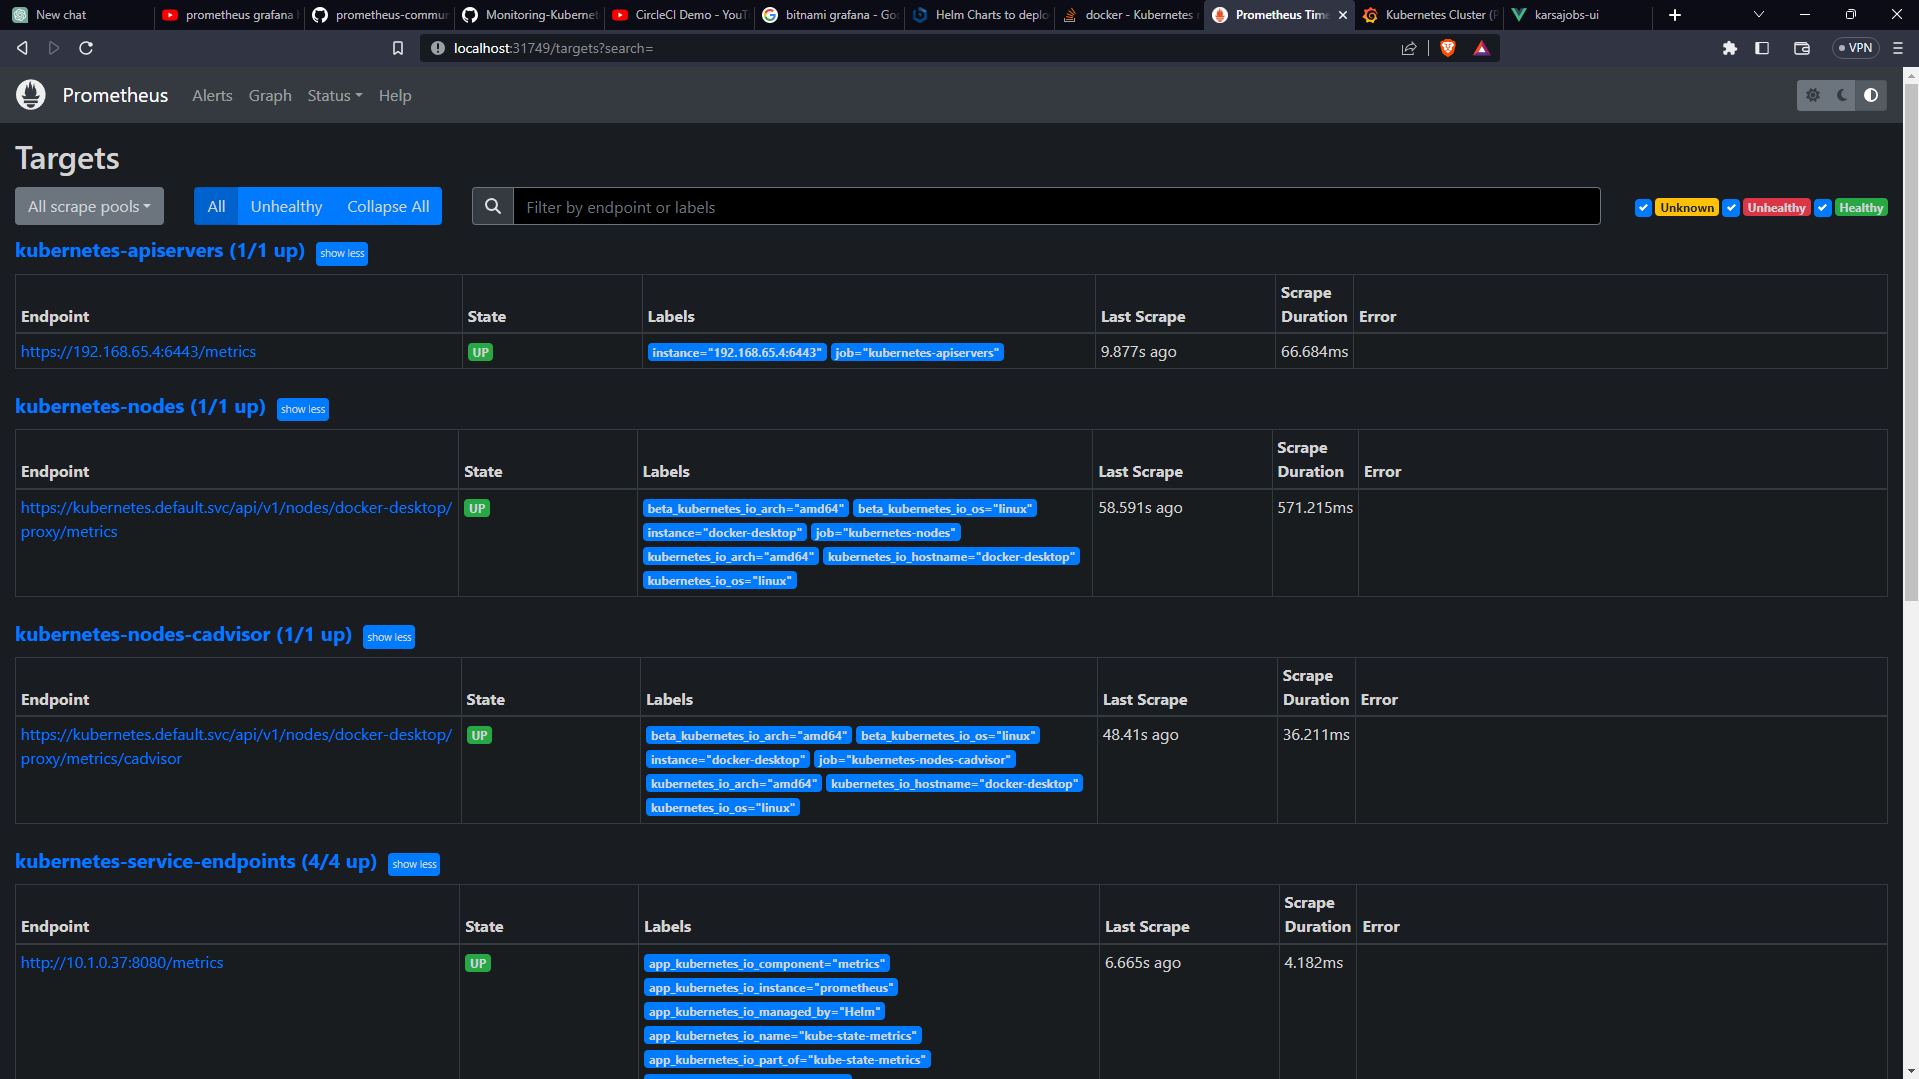 New chat
prometheus grafana
prometheus-commun
Monitoring-Kubernet
CircleCI Demo - YouT
bitnami grafana - Goo
Helm Charts to deplo
docker - Kubernetes
Prometheus Time
Kubernetes Cluster (P
karsajobs-ui
localhost:31749/targets?search=
VPN
Prometheus Alerts Graph Status Help
Targets
All scrape pools
All Unhealthy Collapse All
Filter by endpoint or labels
Unknown Unhealthy Healthy
kubernetes-apiservers (1/1 up) show less
Endpoint State Labels Last Scrape Scrape Duration Error
https://192.168.65.4:6443/metrics UP instance="192.168.65.4:6443" job="kubernetes-apiservers" 9.877s ago 66.684ms
kubernetes-nodes (1/1 up) show less
Endpoint State Labels Last Scrape Scrape Duration Error
https://kubernetes.default.svc/api/v1/nodes/docker-desktop/ UP beta_kubernetes_io_arch="amd64" beta_kubernetes_io_os="linux" 58.591s ago 571.215ms
proxy/metrics instance="docker-desktop" job="kubernetes-nodes"
kubernetes_io_arch="amd64" kubernetes_io_hostname="docker-desktop"
kubernetes_io_os="linux"
kubernetes-nodes-cadvisor (1/1 up) show less
Endpoint State Labels Last Scrape Scrape Duration Error
https://kubernetes.default.svc/api/v1/nodes/docker-desktop/ UP beta_kubernetes_io_arch="amd64" beta_kubernetes_io_os="linux" 48.41s ago 36.211ms
proxy/metrics/cadvisor instance="docker-desktop" job="kubernetes-nodes-cadvisor"
kubernetes_io_arch="amd64" kubernetes_io_hostname="docker-desktop"
kubernetes_io_os="linux"
kubernetes-service-endpoints (4/4 up) show less
Endpoint State Labels Last Scrape Scrape Duration Error
http://10.1.0.37:8080/metrics UP app_kubernetes_io_component="metrics" 6.665s ago 4.182ms
app_kubernetes_io_instance="prometheus"
app_kubernetes_io_managed_by="Helm"
app_kubernetes_io_name="kube-state-metrics"
app_kubernetes_io_part_of="kube-state-metrics"